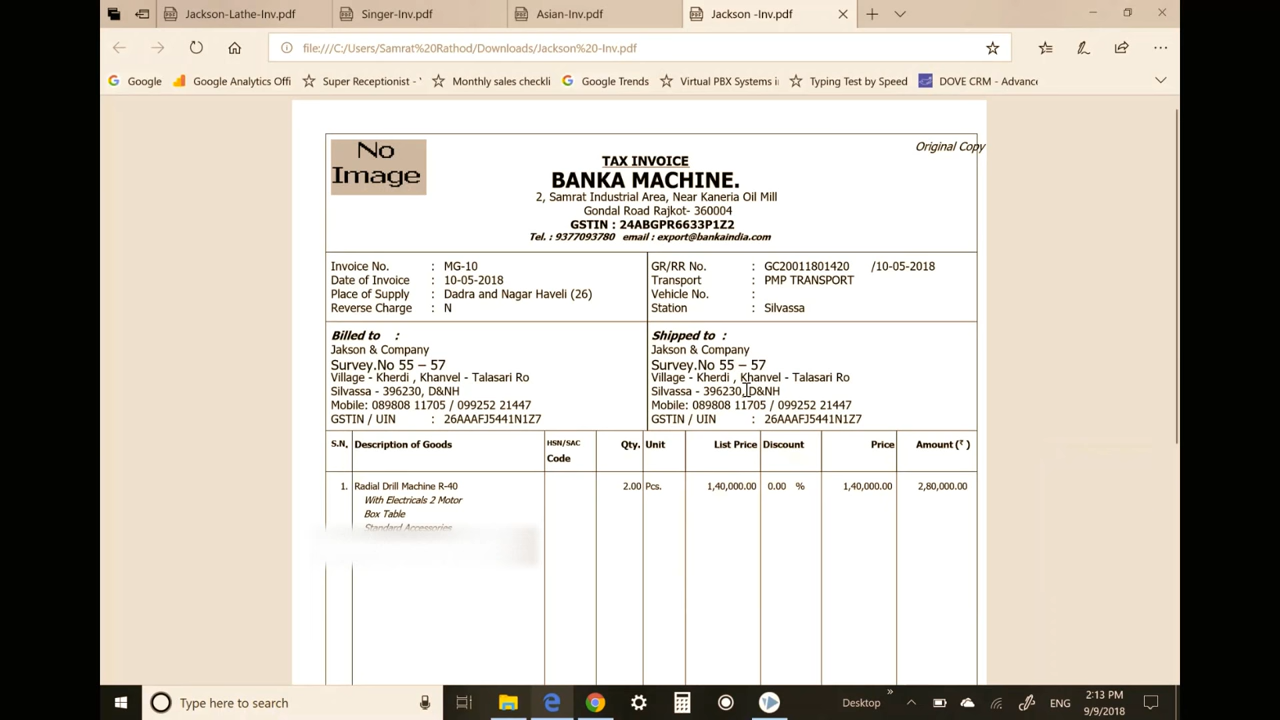 Jackson-Lathe-Inv.pdf
Singer-Inv.pdf
Asian-Inv.pdf
Jackson -Inv.pdf
file:///C:/Users/Samrat%20Rathod/Downloads/Jackson%20-Inv.pdf
Google
Google Analytics Offi
Super Receptionist - '
Monthly sales checkli
Google Trends
Virtual PBX Systems i
Typing Test by Speed
DOVE CRM - Advance
No
Image
Original Copy
TAX INVOICE
BANKA MACHINE.
2, Samrat Industrial Area, Near Kaneria Oil Mill
Gondal Road Rajkot- 360004
GSTIN : 24ABGPR6633P1Z2
Tel. : 9377093780 email : export@bankaindia.com
Invoice No. : MG-10
Date of Invoice : 10-05-2018
Place of Supply : Dadra and Nagar Haveli (26)
Reverse Charge : N
GR/RR No. : GC20011801420 /10-05-2018
Transport : PMP TRANSPORT
Vehicle No. :
Station : Silvassa
Billed to :
Jakson & Company
Survey.No 55 – 57
Village - Kherdi , Khanvel - Talasari Ro
Silvassa - 396230, D&NH
Mobile: 089808 11705 / 099252 21447
GSTIN / UIN : 26AAAFJ5441N1Z7
Shipped to :
Jakson & Company
Survey.No 55 – 57
Village - Kherdi , Khanvel - Talasari Ro
Silvassa - 396230, D&NH
Mobile: 089808 11705 / 099252 21447
GSTIN / UIN : 26AAAFJ5441N1Z7
S.N. Description of Goods HSN/SAC Code Qty. Unit List Price Discount Price Amount (₹ )
1. Radial Drill Machine R-40 2.00 Pcs. 1,40,000.00 0.00 % 1,40,000.00 2,80,000.00
With Electricals 2 Motor
Box Table
Standard Accessories
Type here to search
Desktop
»
ENG
2:13 PM
9/9/2018